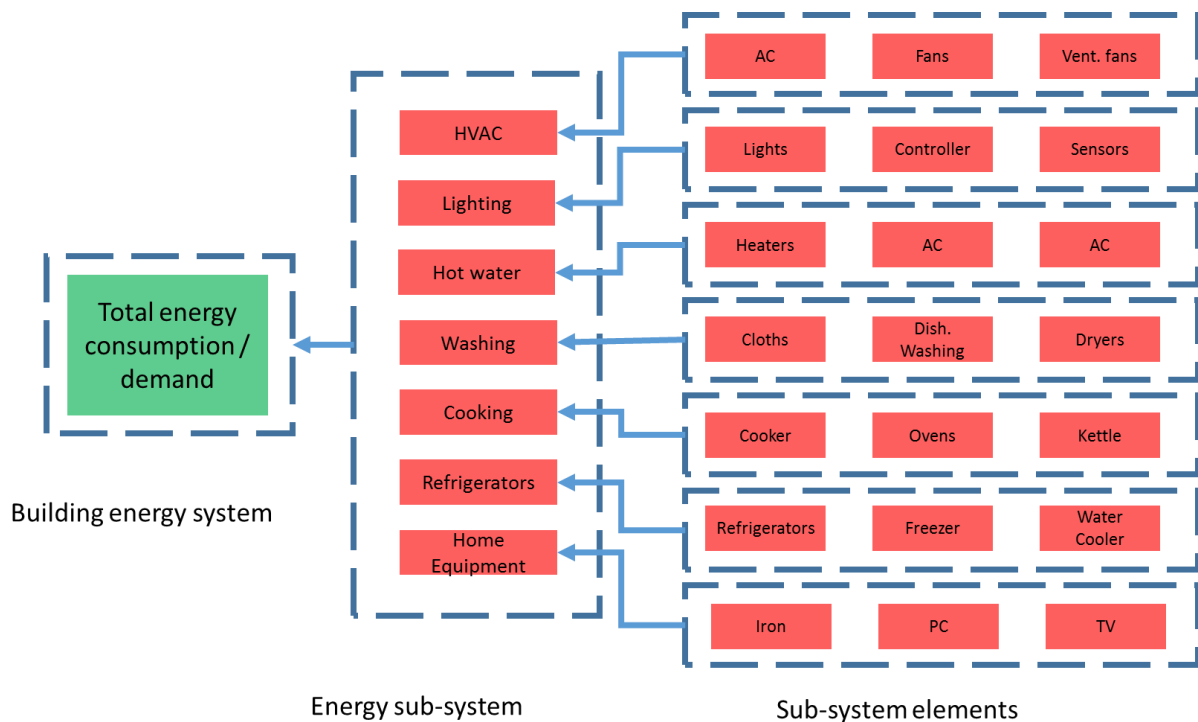 AC
Fans
Vent. fans
HVAC
Lights
Controller
Sensors
Lighting
Heaters
AC
AC
Hot water
Total energy
consumption /
demand
Washing
Cloths
Dish.
Washing
Dryers
Cooking
Cooker
Ovens
Kettle
Refrigerators
Refrigerators
Freezer
Water
Cooler
Building energy system
Home
Equipment
Iron
PC
TV
Energy sub-system
Sub-system elements